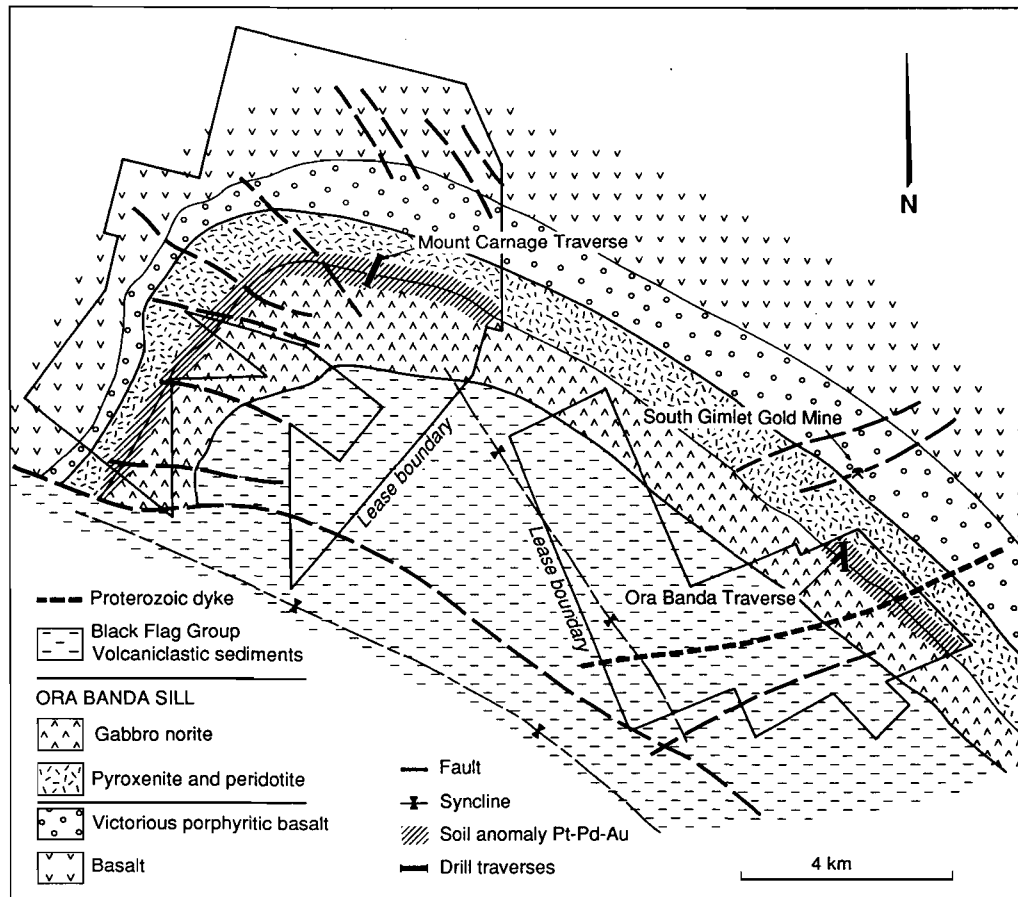 N
Mount Carnage Traverse
South Gimlet Gold Mine
Lease boundary
Lease boundary
Ora Banda Traverse
Proterozoic dyke
Black Flag Group
Volcaniclastic sediments
ORA BANDA SILL
Gabbro norite
Pyroxenite and peridotite
Victorious porphyritic basalt
Basalt
Fault
Syncline
Soil anomaly Pt-Pd-Au
Drill traverses
4 km